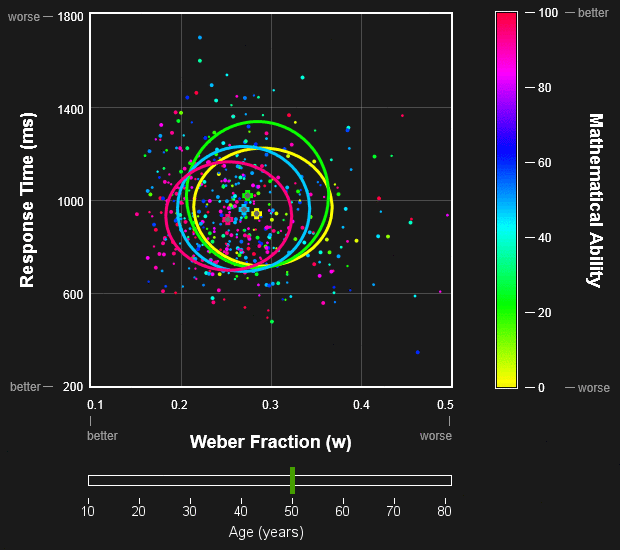 worse
1800
1400
1000
600
better
200
Response Time (ms)
0.1
0.2
0.3
0.4
0.5
better
worse
Weber Fraction (w)
10
20
30
40
50
60
70
80
Age (years)
100
better
80
60
40
20
0
worse
Mathematical Ability